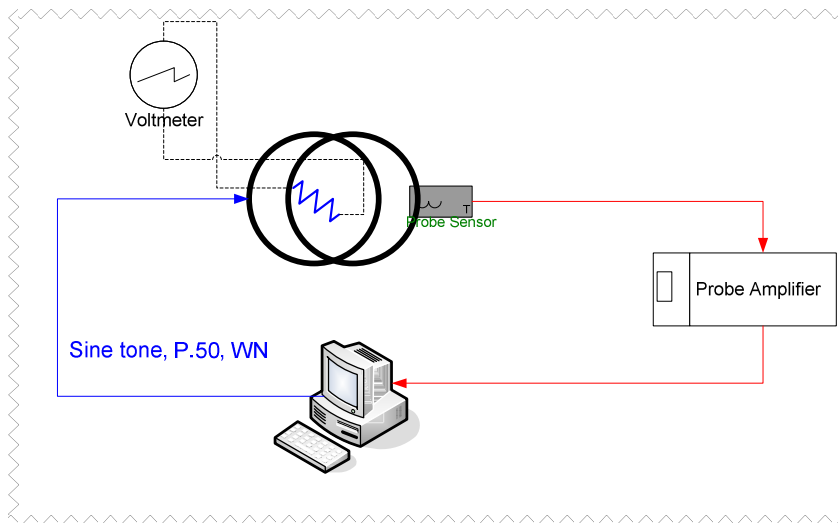 Voltmeter
T
Probe Sensor
Probe Amplifier
Sine tone, P.50, WN